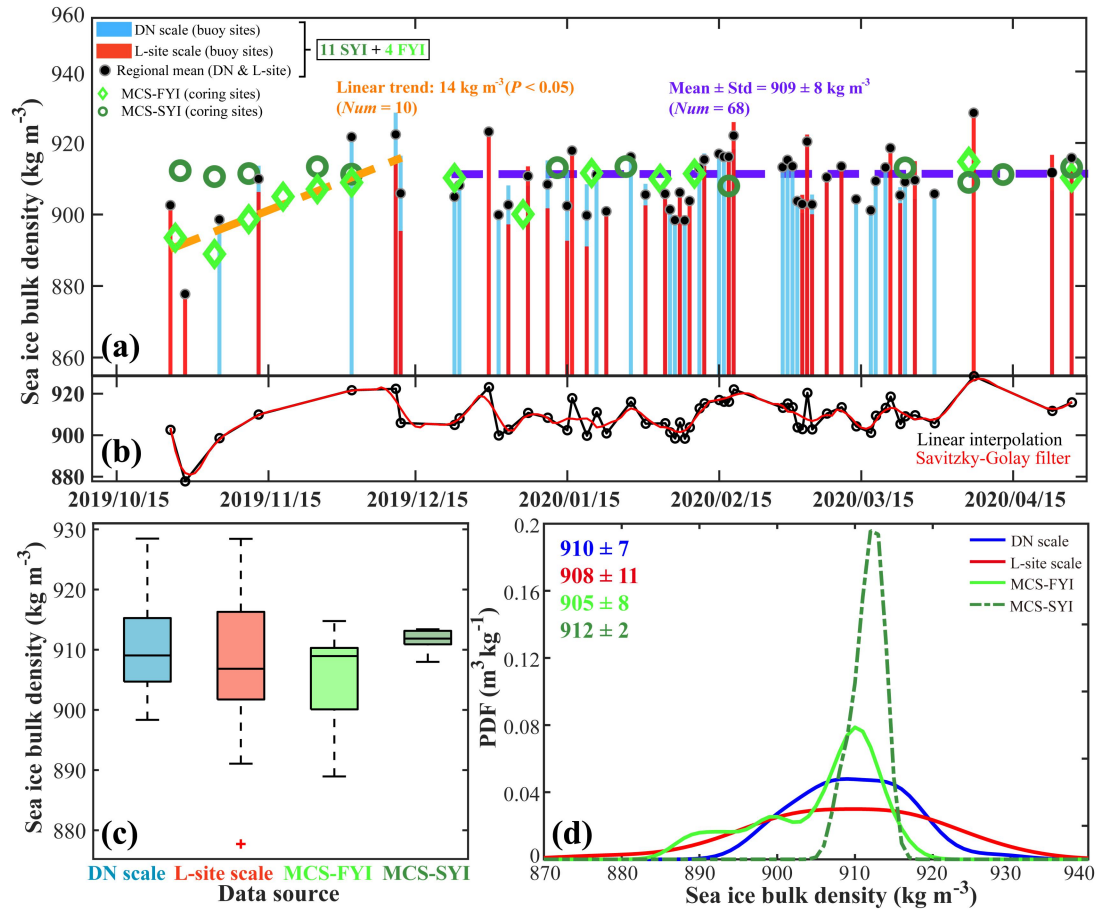 960
940
920
900
880
860
Sea ice bulk density (kg m⁻³)
DN scale (buoy sites)
L-site scale (buoy sites)
Regional mean (DN & L-site)
MCS-FYI (coring sites)
MCS-SYI (coring sites)
11 SYI + 4 FYI
Linear trend: 14 kg m⁻³(P < 0.05)
(Num = 10)
Mean ± Std = 909 ± 8 kg m⁻³
(Num = 68)
(a)
920
900
880
(b)
Linear interpolation
Savitzky-Golay filter
2019/10/15 2019/11/15 2019/12/15 2020/01/15 2020/02/15 2020/03/15 2020/04/15
930
920
910
900
890
880
Sea ice bulk density (kg m⁻³)
(c)
DN scale L-site scale MCS-FYI MCS-SYI
Data source
0.2
0.16
0.12
0.08
0.04
0
PDF (m³ kg⁻¹)
910 ± 7
908 ± 11
905 ± 8
912 ± 2
DN scale
L-site scale
MCS-FYI
MCS-SYI
(d)
870 880 890 900 910 920 930 940
Sea ice bulk density (kg m⁻³)